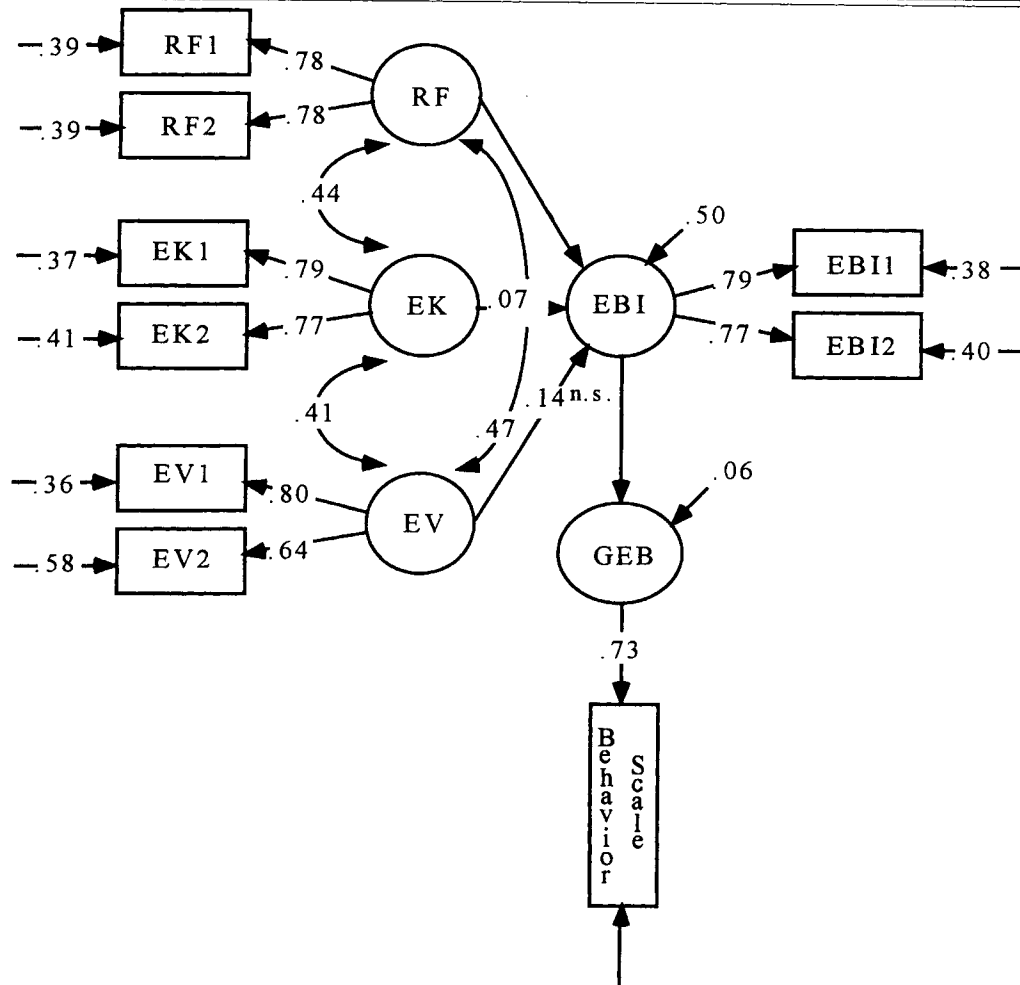 .39 RF1 .78
RF
.39 RF2 .78
.44
.50
.37 EK1 .79
EK .07 EBI
.79 EBI1 .38
.41 EK2 .77
.77 EBI2 .40
.41
.14 n.s.
.47
.36 EV1 .80
EV
.06
.58 EV2 .64
GEB
.73
Behavior
Scale